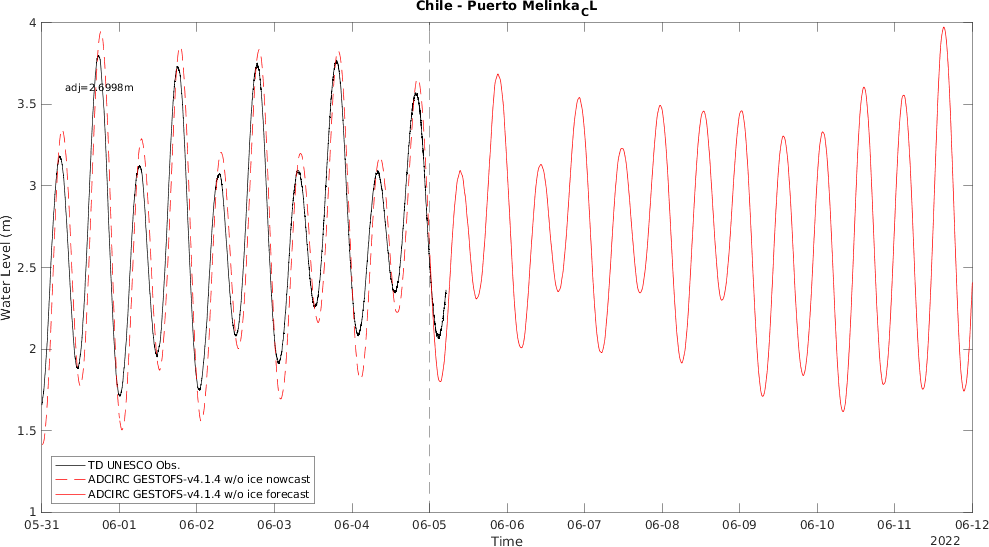 Chile - Puerto Melinka_CL
4
3.5
3
2.5
2
1.5
1
Water Level (m)
adj=2.6998m
TD UNESCO Obs.
ADCIRC GESTOFS-v4.1.4 w/o ice nowcast
ADCIRC GESTOFS-v4.1.4 w/o ice forecast
05-31 06-01 06-02 06-03 06-04 06-05 06-06 06-07 06-08 06-09 06-10 06-11 06-12
Time
2022